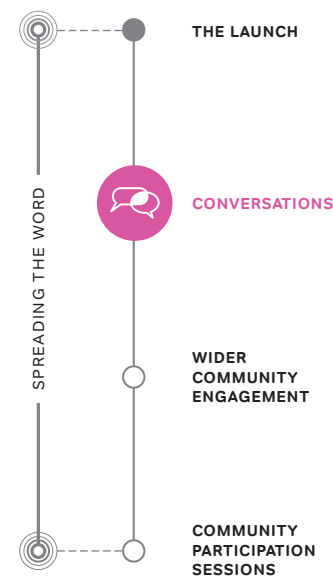 THE LAUNCH
CONVERSATIONS
SPREADING THE WORD
WIDER
COMMUNITY
ENGAGEMENT
COMMUNITY
PARTICIPATION
SESSIONS